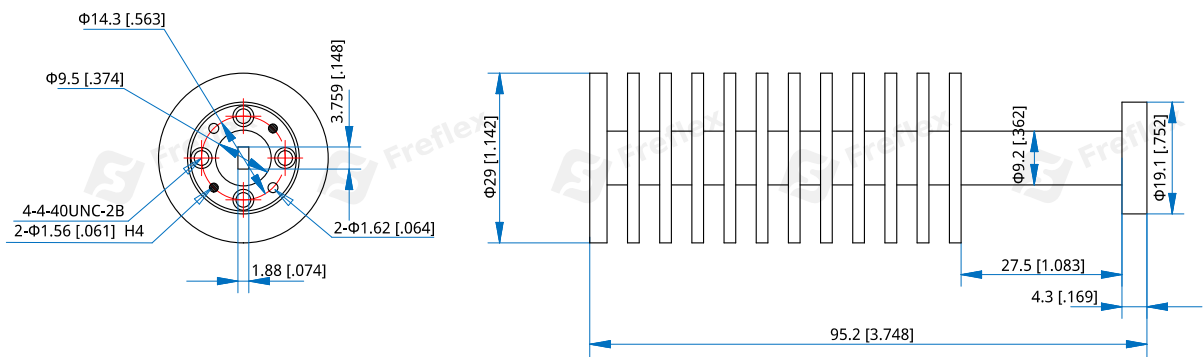 Φ14.3 [.563]
Φ9.5 [.374]
3.759 [.148]
4-4-40UNC-2B
2-Φ1.56 [.061] H4
2-Φ1.62 [.064]
1.88 [.074]
Φ29 [1.142]
Φ9.2 [.362]
Φ19.1 [.752]
27.5 [1.083]
4.3 [.169]
95.2 [3.748]
Freflex
Freflex
Freflex
Freflex